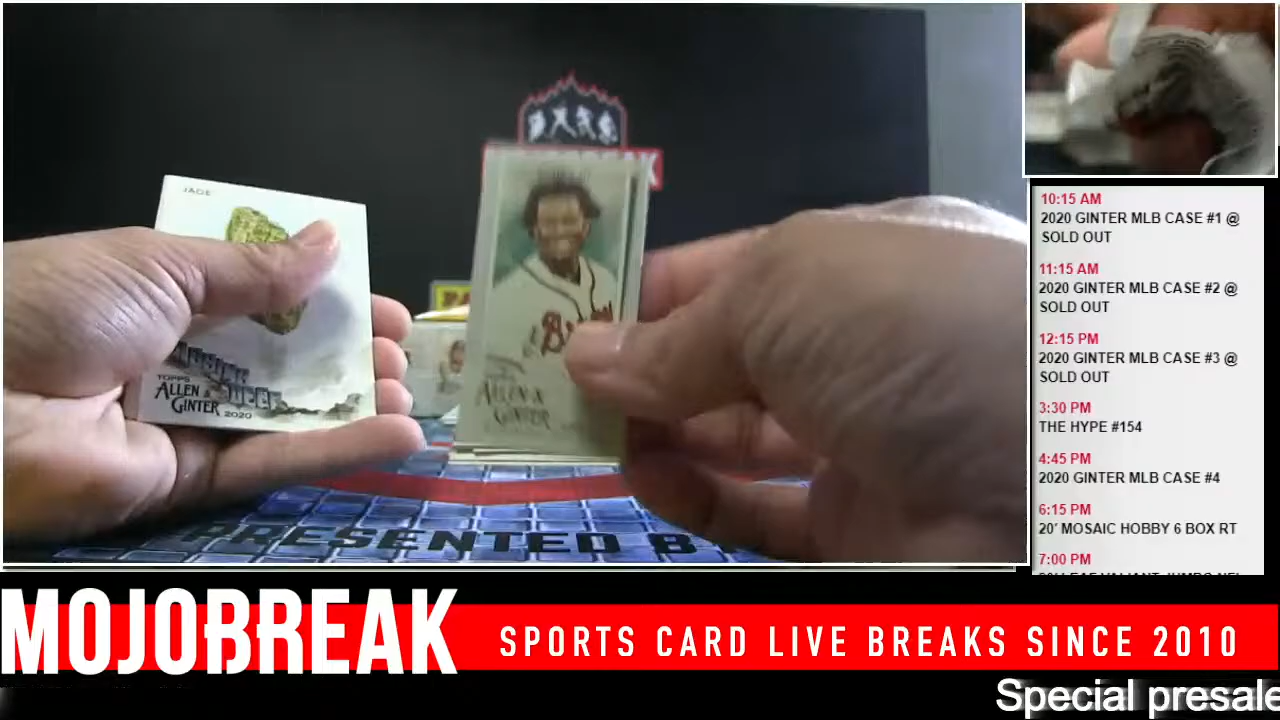 JADE
TOPPS
ALLEN &
GINTER 2020
ALLEN &
GINTER
PRESENTED B
10:15 AM
2020 GINTER MLB CASE #1 @
SOLD OUT
11:15 AM
2020 GINTER MLB CASE #2 @
SOLD OUT
12:15 PM
2020 GINTER MLB CASE #3 @
SOLD OUT
3:30 PM
THE HYPE #154
4:45 PM
2020 GINTER MLB CASE #4
6:15 PM
20' MOSAIC HOBBY 6 BOX RT
7:00 PM
MOJOBREAK
SPORTS CARD LIVE BREAKS SINCE 2010
Special presale